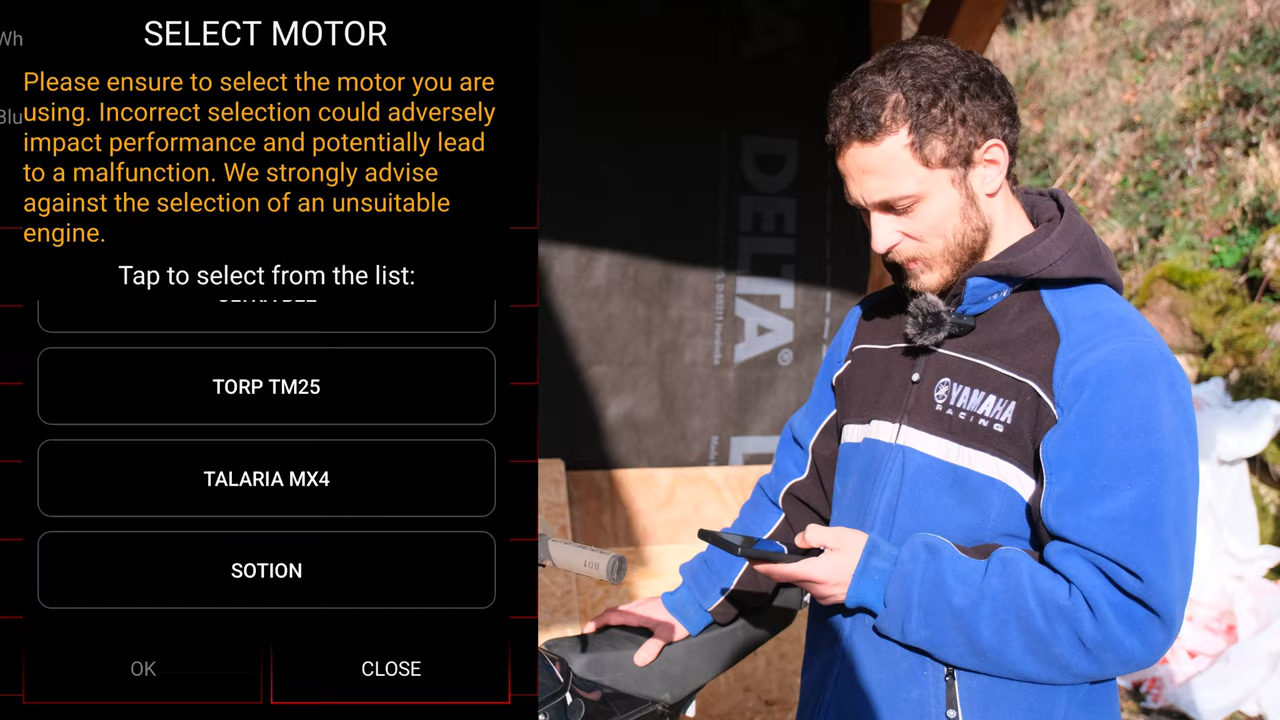 SELECT MOTOR
Wh
Please ensure to select the motor you are
Blu
using. Incorrect selection could adversely
impact performance and potentially lead
to a malfunction. We strongly advise
against the selection of an unsuitable
engine.
Tap to select from the list:
TORP TM25
TALARIA MX4
SOTION
OK
CLOSE
DELTA®
YAMAHA
RACING